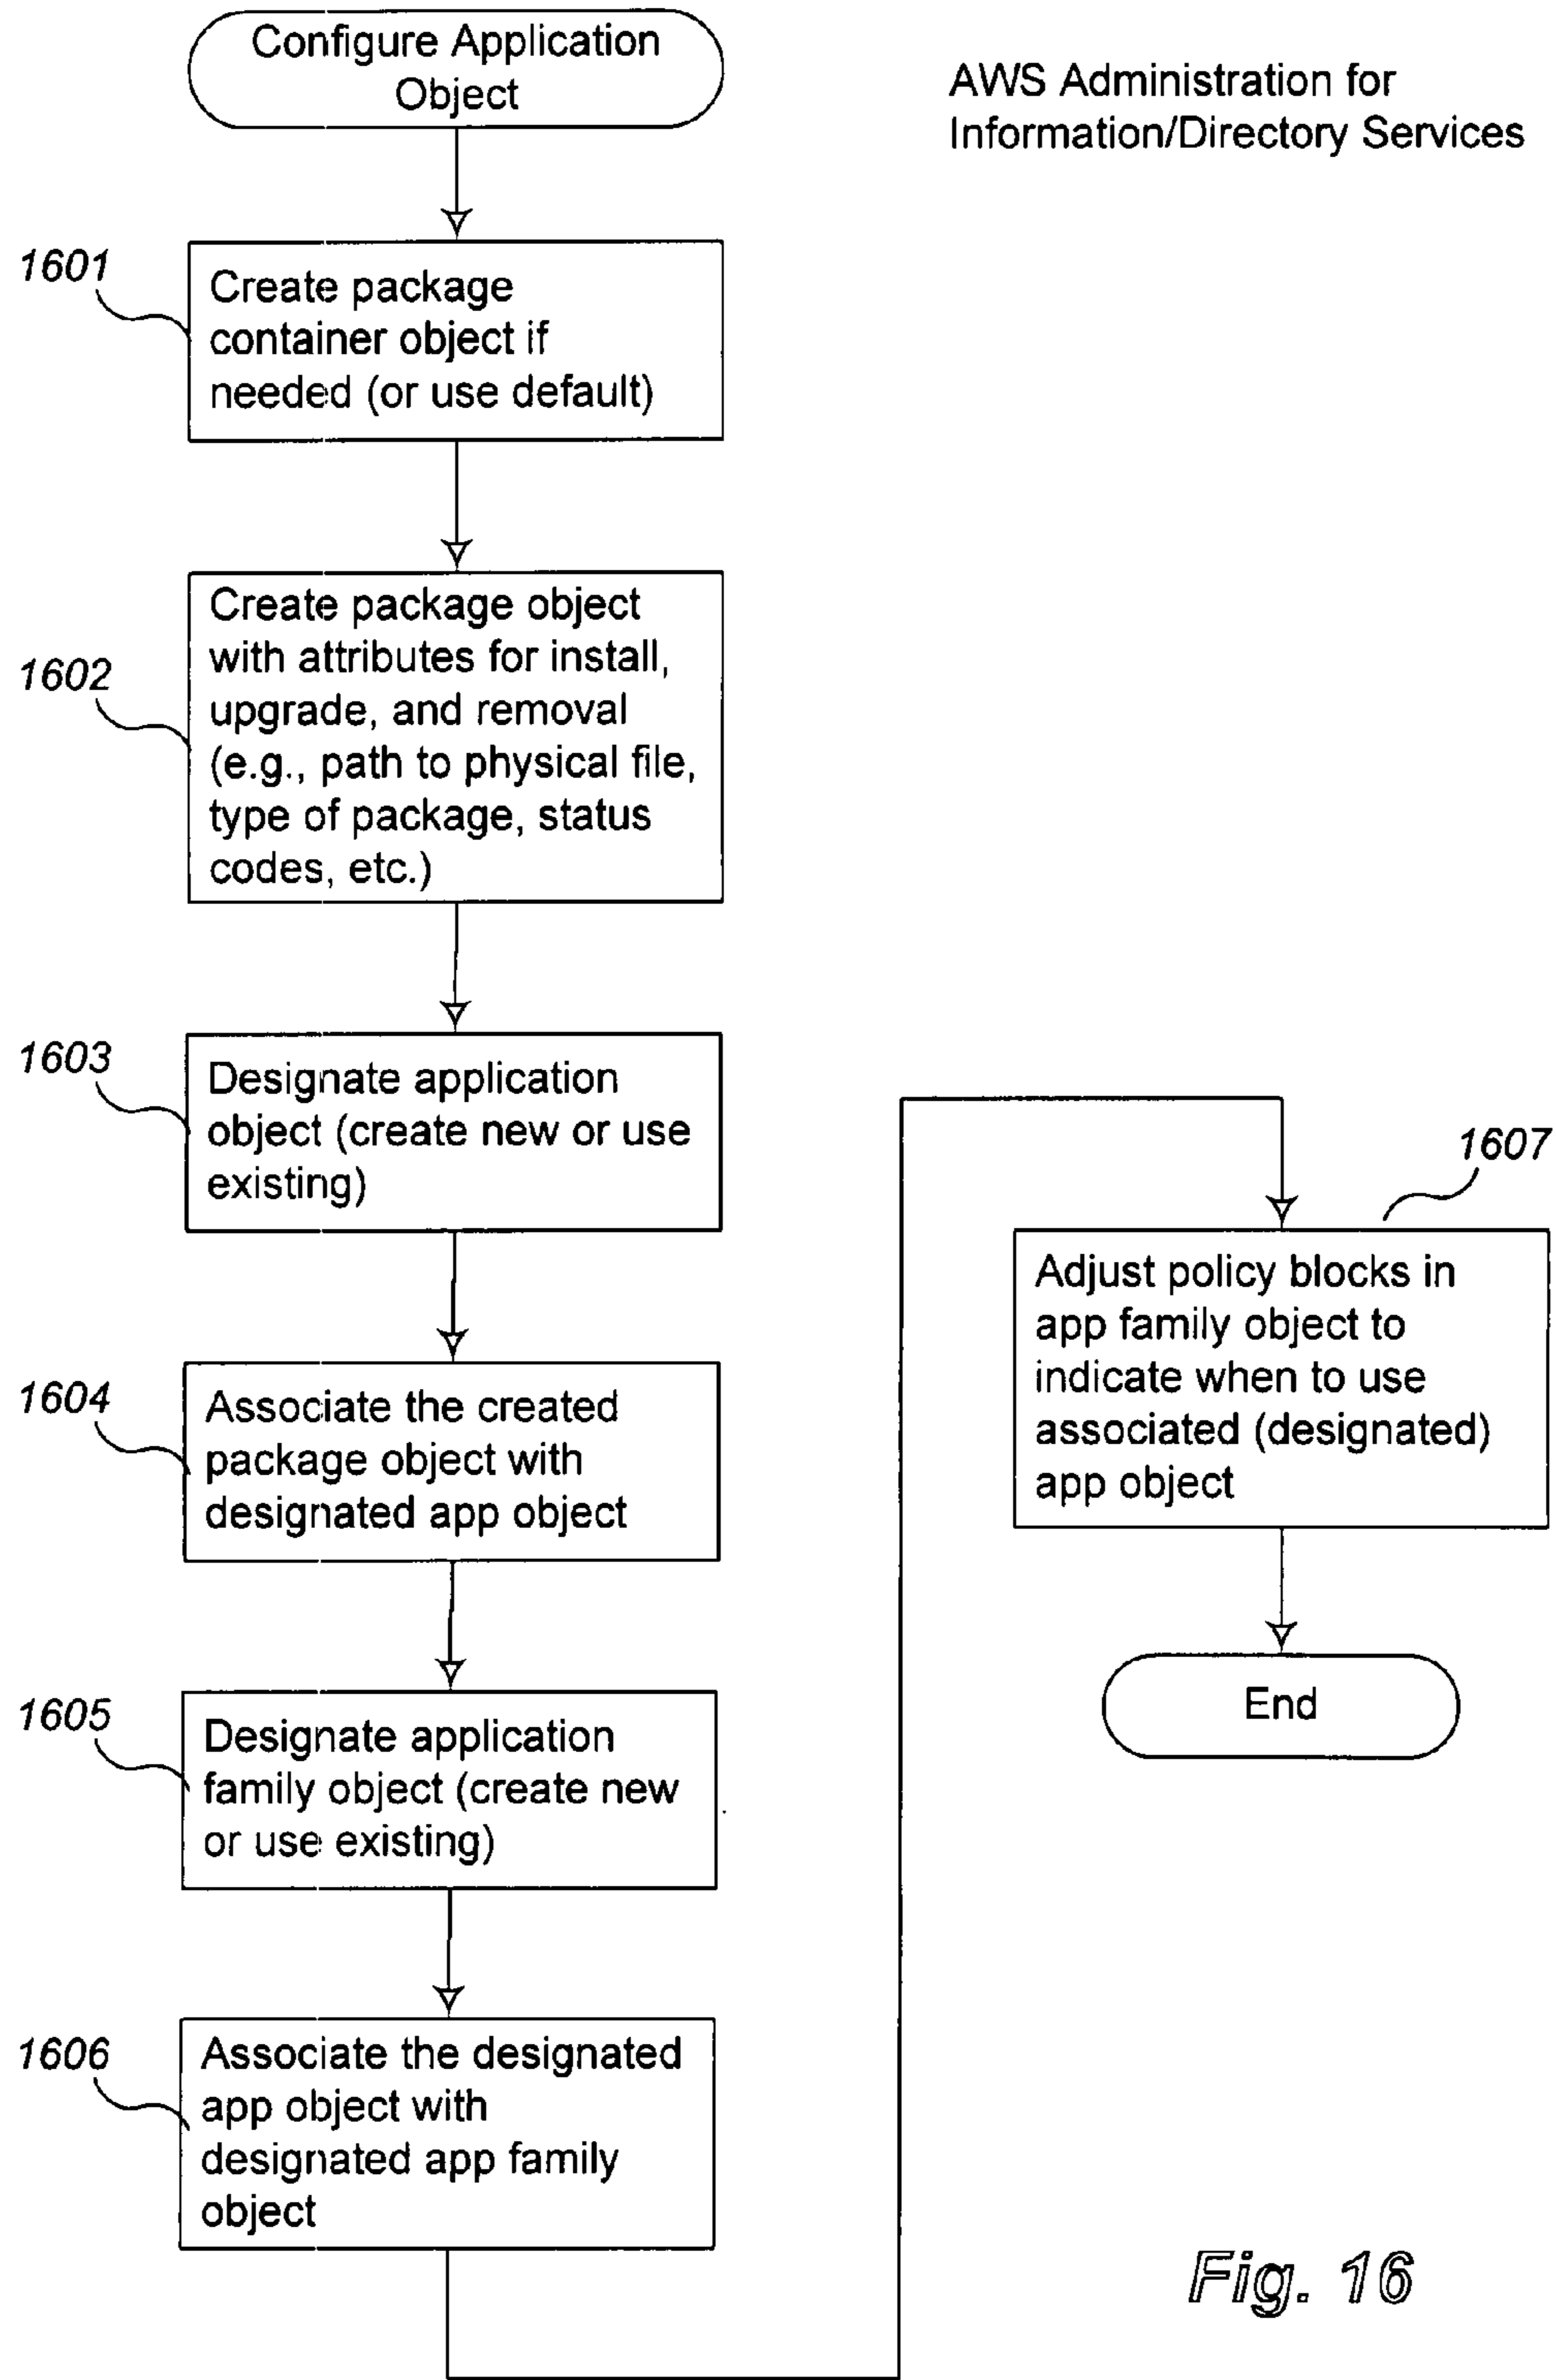 Configure Application
Object
AWS Administration for
Information/Directory Services
1601
Create package
container object if
needed (or use default)
1602
Create package object
with attributes for install,
upgrade, and removal
(e.g., path to physical file,
type of package, status
codes, etc.)
1603
Designate application
object (create new or use
existing)
1604
Associate the created
package object with
designated app object
1605
Designate application
family object (create new
or use existing)
1606
Associate the designated
app object with
designated app family
object
1607
Adjust policy blocks in
app family object to
indicate when to use
associated (designated)
app object
End
Fig. 16